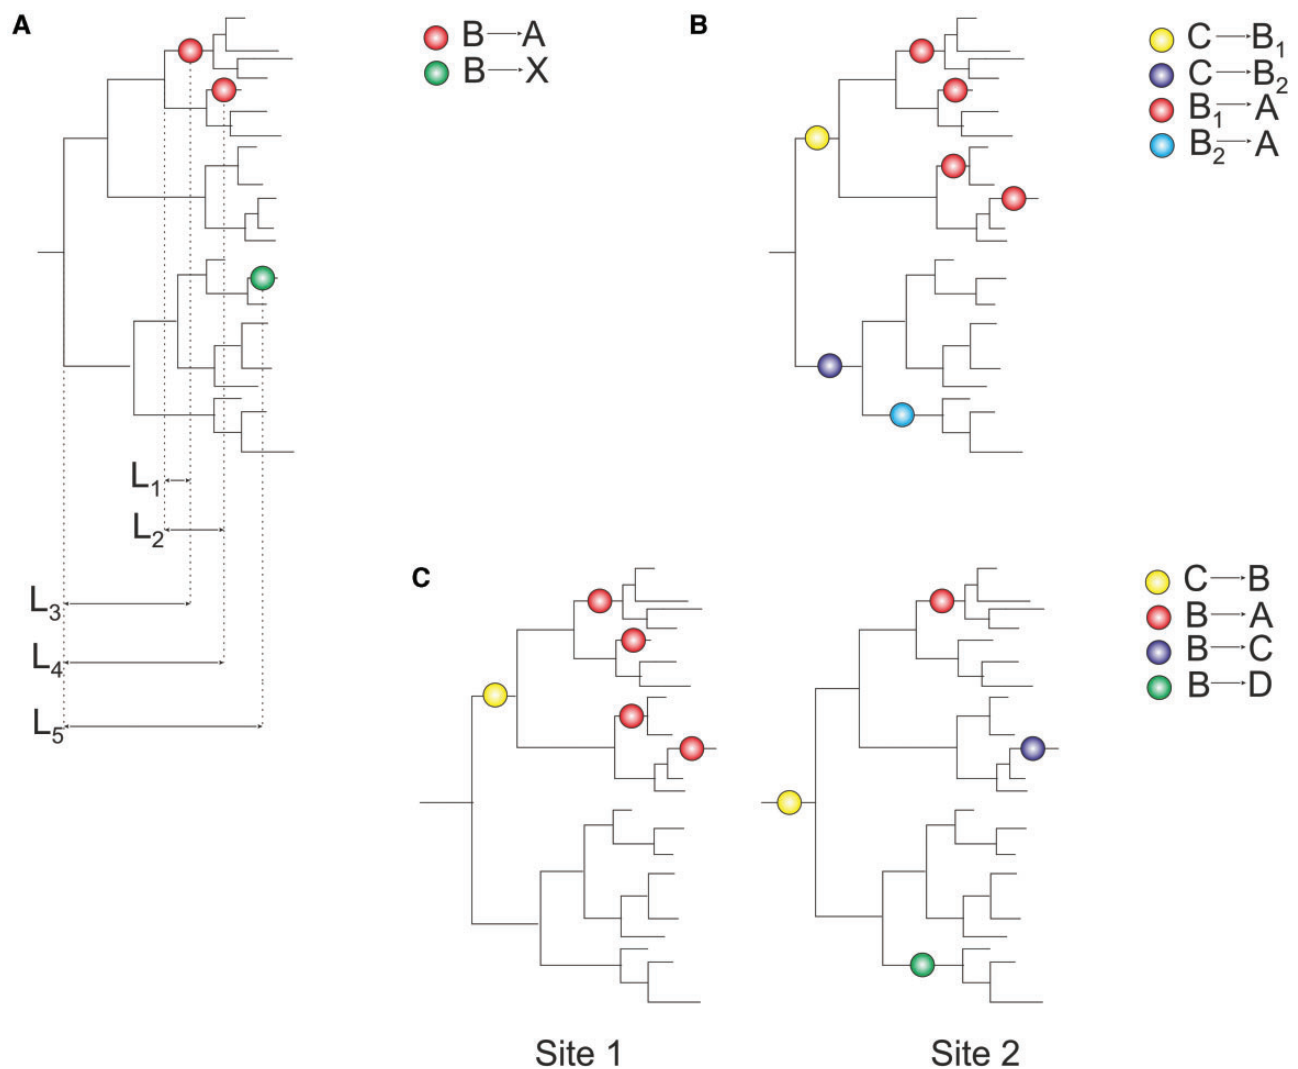 A
B → A
B → X
B
C → B₁
C → B₂
B₁ → A
B₂ → A
L₁
L₂
L₃
L₄
L₅
C
C → B
B → A
B → C
B → D
Site 1
Site 2